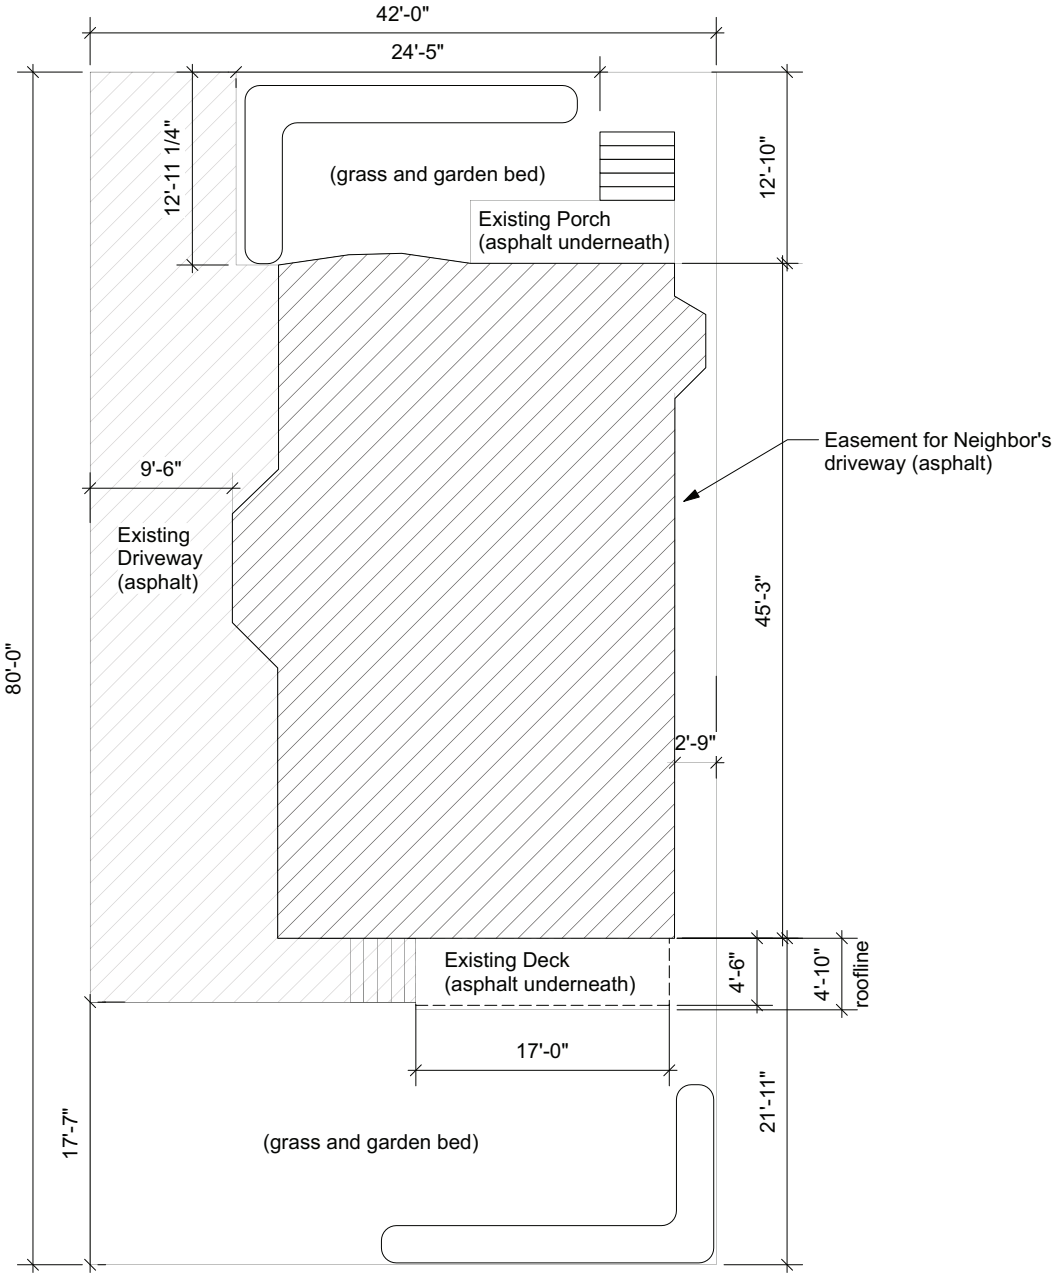 42'-0"
24'-5"
12'-11 1/4"
12'-10"
(grass and garden bed)
Existing Porch
(asphalt underneath)
Easement for Neighbor's
driveway (asphalt)
9'-6"
Existing
Driveway
(asphalt)
45'-3"
80'-0"
2'-9"
Existing Deck
(asphalt underneath)
4'-6"
4'-10"
roofline
17'-0"
21'-11"
17'-7"
(grass and garden bed)